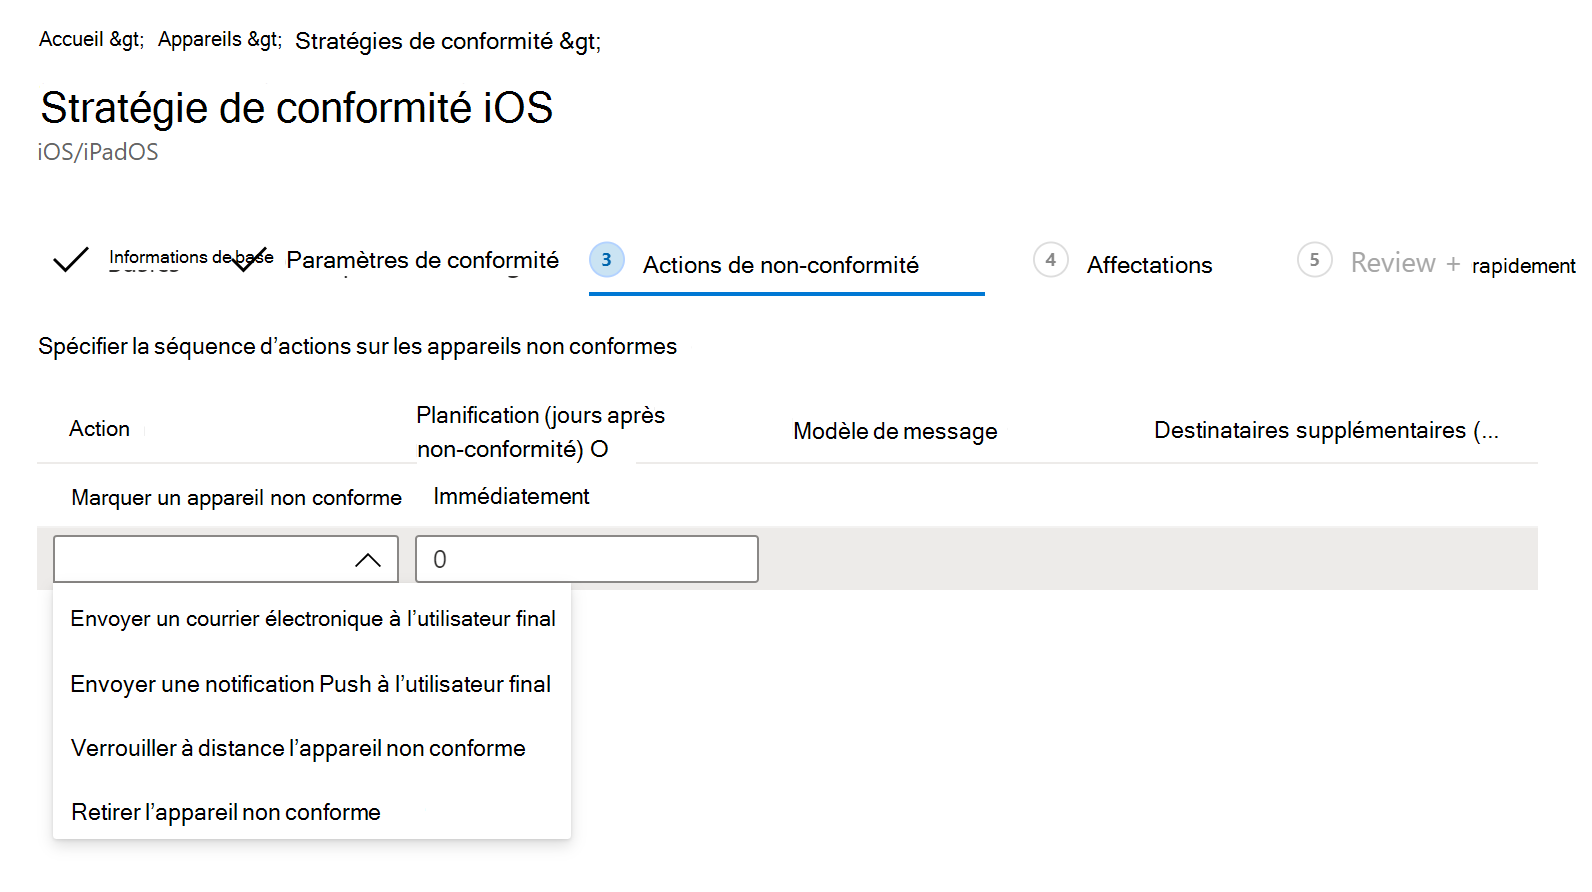 Accueil &gt; Appareils &gt; Stratégies de conformité &gt;
Stratégie de conformité iOS
iOS/iPadOS
Informations de base Paramètres de conformité 3 Actions de non-conformité 4 Affectations 5 Review + rapidement
Spécifier la séquence d’actions sur les appareils non conformes
Action Planification (jours après non-conformité) O Modèle de message Destinataires supplémentaires (...
Marquer un appareil non conforme Immédiatement
0
Envoyer un courrier électronique à l’utilisateur final
Envoyer une notification Push à l’utilisateur final
Verrouiller à distance l’appareil non conforme
Retirer l’appareil non conforme